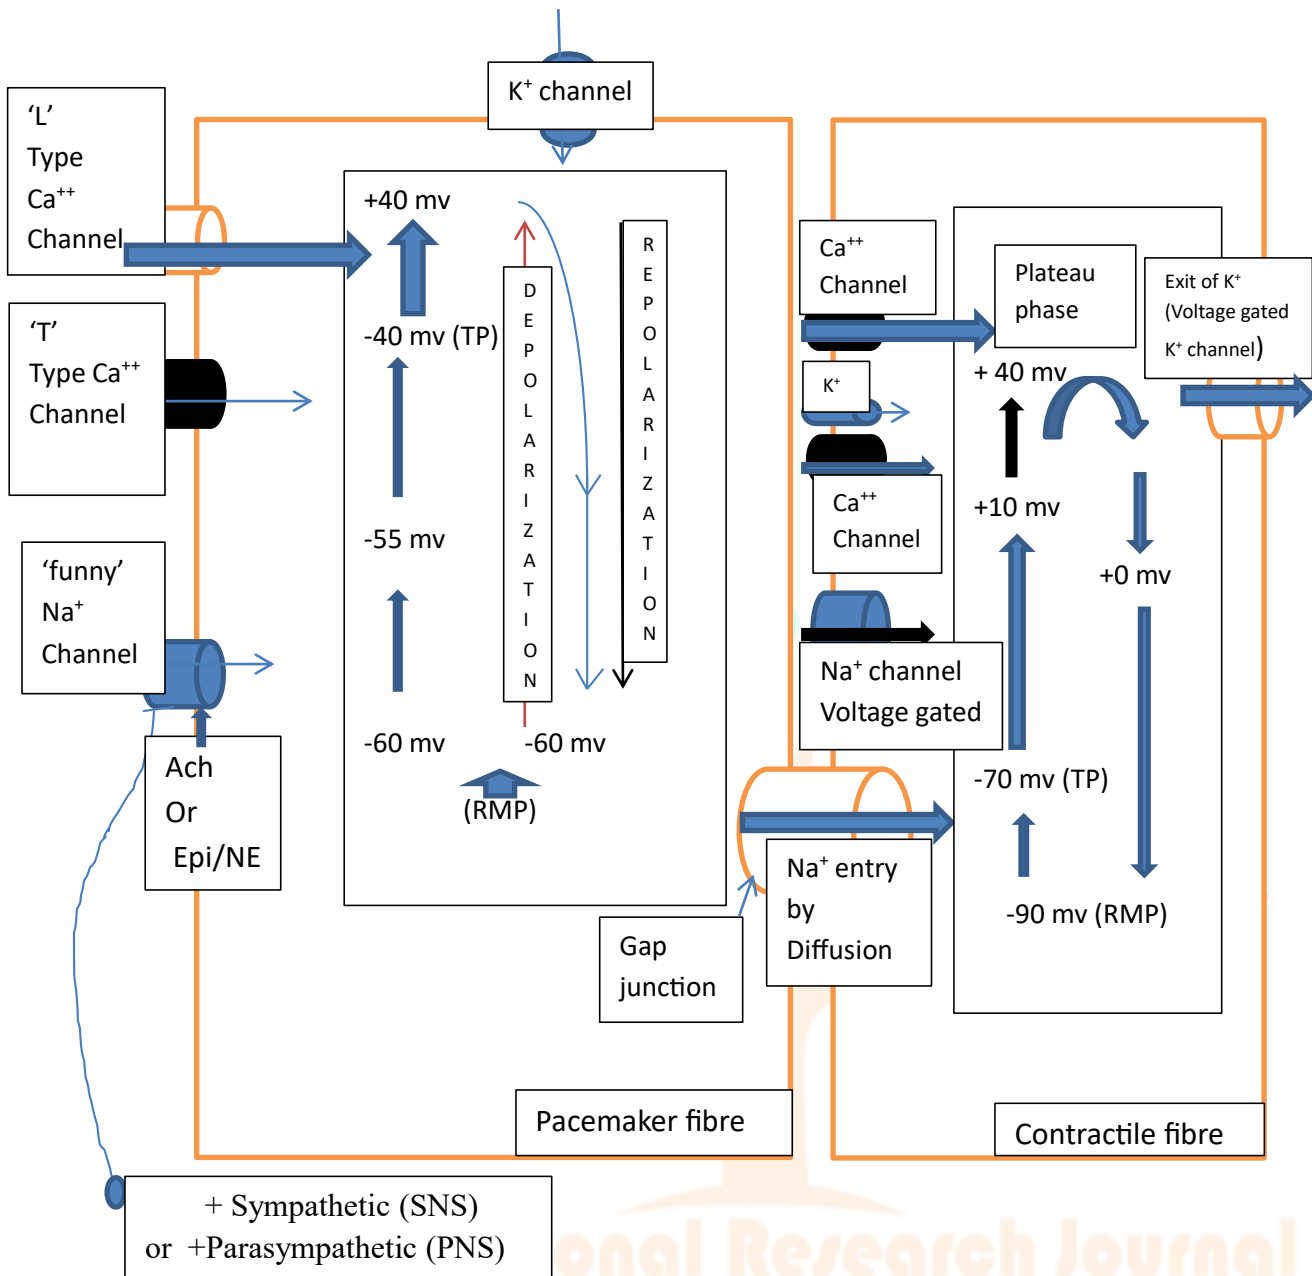 K⁺ channel
‘L’
Type
Ca⁺⁺
Channel
‘T’
Type Ca⁺⁺
Channel
‘funny’
Na⁺
Channel
Ach
Or
Epi/NE
+40 mv
-40 mv (TP)
-55 mv
-60 mv
-60 mv
(RMP)
DEPOLARIZATION
REPOLARIZATION
Ca⁺⁺
Channel
K⁺
Ca⁺⁺
Channel
Na⁺ channel
Voltage gated
Na⁺ entry
by
Diffusion
Gap
junction
Plateau
phase
+ 40 mv
+10 mv
+0 mv
-70 mv (TP)
-90 mv (RMP)
Exit of K⁺
(Voltage gated
K⁺ channel)
Pacemaker fibre
Contractile fibre
+ Sympathetic (SNS)
or +Parasympathetic (PNS)
onal Research Journal